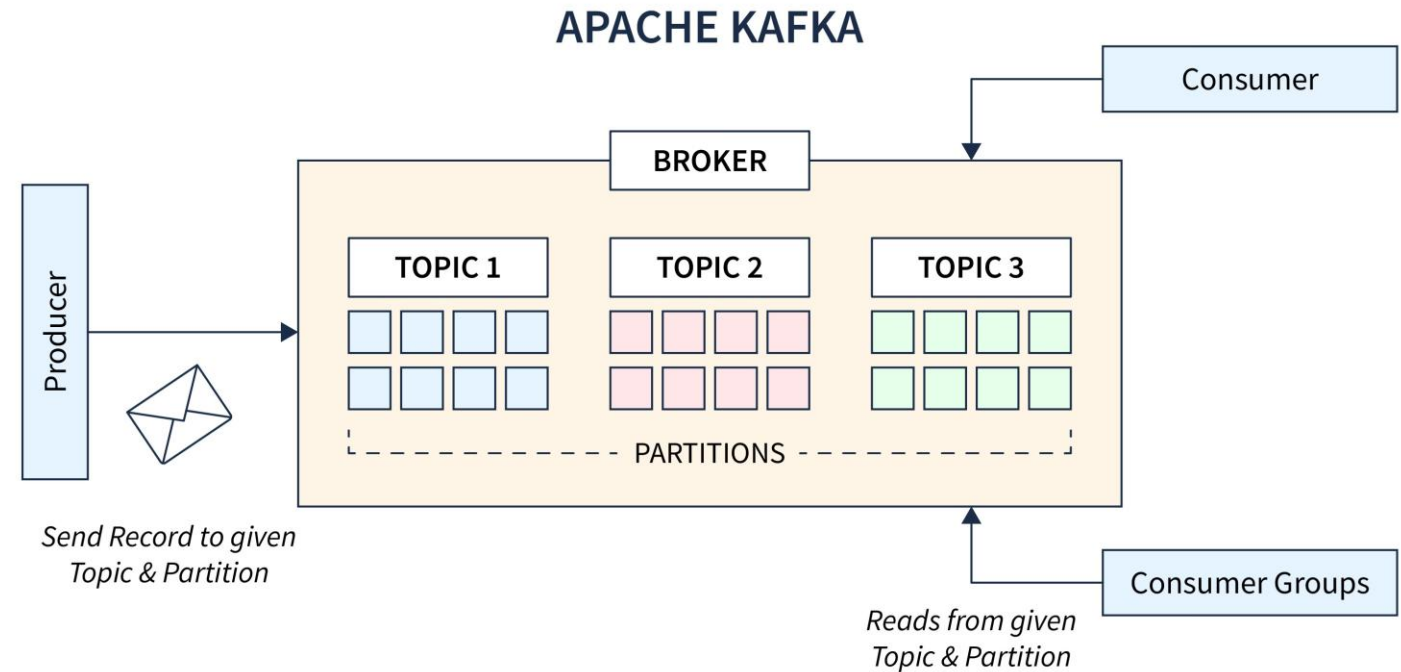 APACHE KAFKA
Consumer
BROKER
Producer
TOPIC 1
TOPIC 2
TOPIC 3
PARTITIONS
Send Record to given
Topic & Partition
Consumer Groups
Reads from given
Topic & Partition